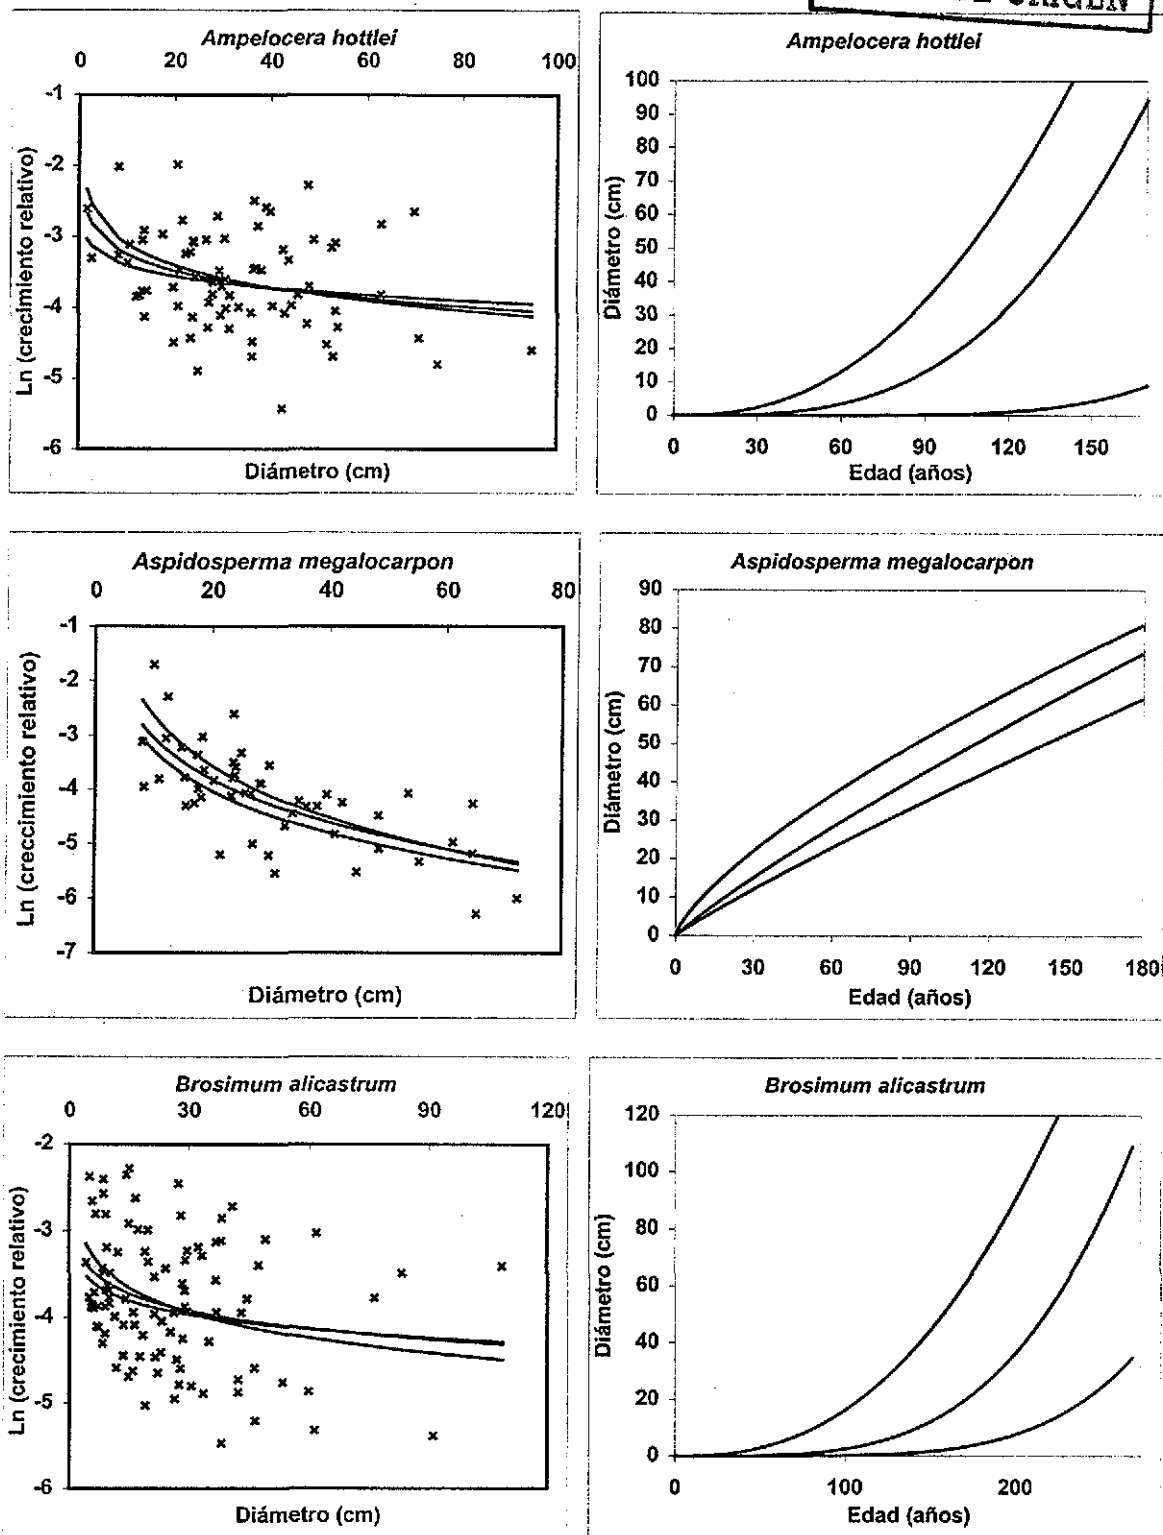 ORIGEN
Ampelocera hottlei
0 20 40 60 80 100
-1
-2
-3
-4
-5
-6
Ln (crecimiento relativo)
Diámetro (cm)
Ampelocera hottlei
100
90
80
70
60
50
40
30
20
10
0
Diámetro (cm)
0 30 60 90 120 150
Edad (años)
Aspidosperma megalocarpon
0 20 40 60 80
-1
-2
-3
-4
-5
-6
-7
Ln (creccimiento relativo)
Diámetro (cm)
Aspidosperma megalocarpon
90
80
70
60
50
40
30
20
10
0
Diámetro (cm)
0 30 60 90 120 150 180
Edad (años)
Brosimum alicastrum
0 30 60 90 120
-2
-3
-4
-5
-6
Ln (crecimiento relativo)
Diámetro (cm)
Brosimum alicastrum
120
100
80
60
40
20
0
Diámetro (cm)
0 100 200
Edad (años)